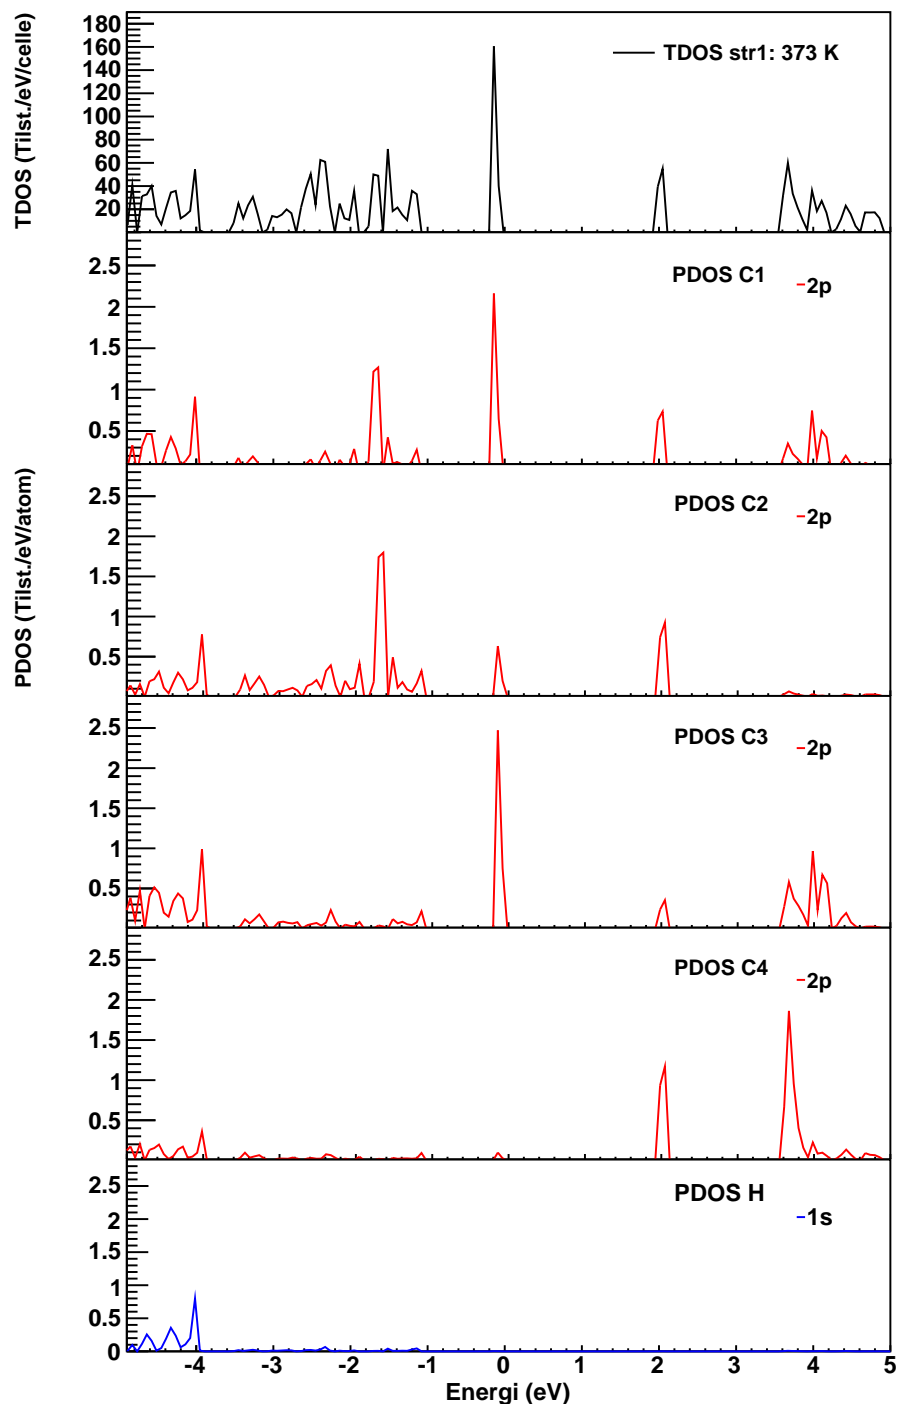 TDOS (Tilst./eV/celle)
180
160
140
120
100
80
60
40
20
TDOS str1: 373 K
PDOS (Tilst./eV/atom)
2.5
2
1.5
1
0.5
PDOS C1
2p
2.5
2
1.5
1
0.5
PDOS C2
2p
2.5
2
1.5
1
0.5
PDOS C3
2p
2.5
2
1.5
1
0.5
PDOS C4
2p
2.5
2
1.5
1
0.5
0
PDOS H
1s
-4 -3 -2 -1 0 1 2 3 4 5
Energi (eV)